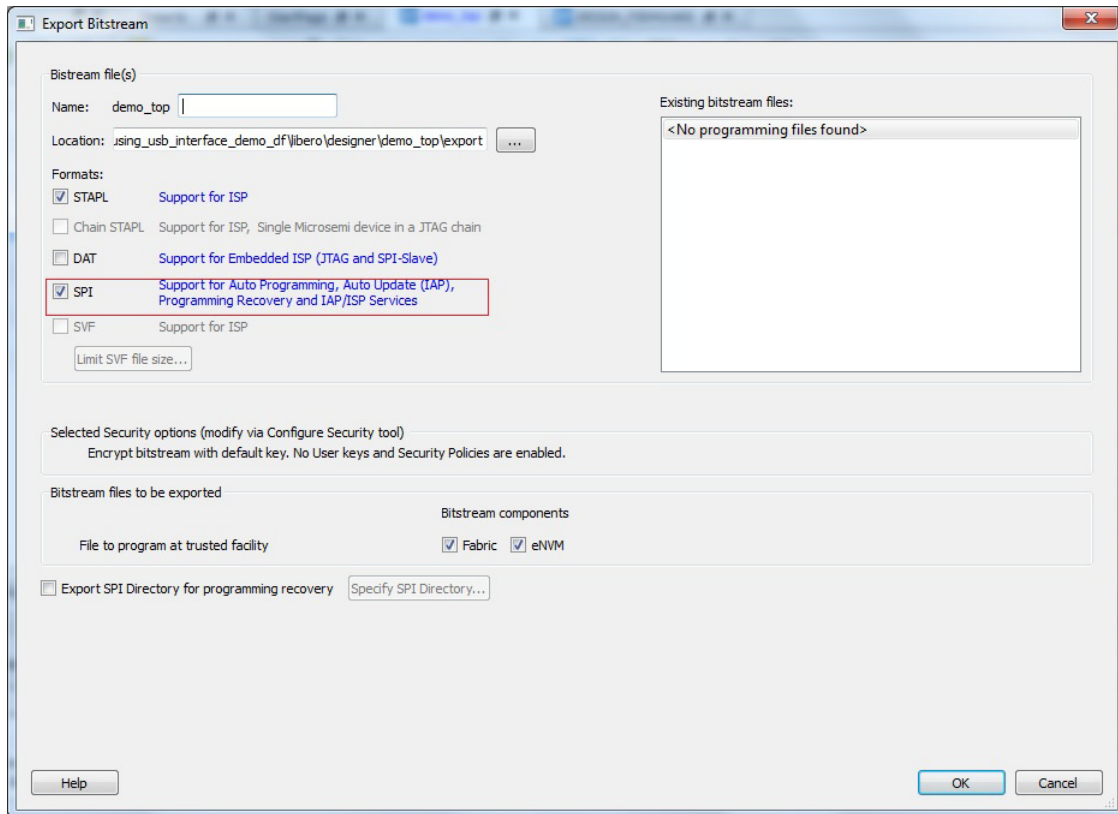 Export Bitstream
Bistream file(s)
Name: demo_top
Existing bitstream files:
<No programming files found>
Location: using_usb_interface_demo_df\libero\designer\demo_top\export ...
Formats:
STAPL Support for ISP
Chain STAPL Support for ISP, Single Microsemi device in a JTAG chain
DAT Support for Embedded ISP (JTAG and SPI-Slave)
SPI Support for Auto Programming, Auto Update (IAP),
Programming Recovery and IAP/ISP Services
SVF Support for ISP
Limit SVF file size...
Selected Security options (modify via Configure Security tool)
Encrypt bitstream with default key. No User keys and Security Policies are enabled.
Bitstream files to be exported
Bitstream components
File to program at trusted facility Fabric eNVM
Export SPI Directory for programming recovery Specify SPI Directory...
Help OK Cancel